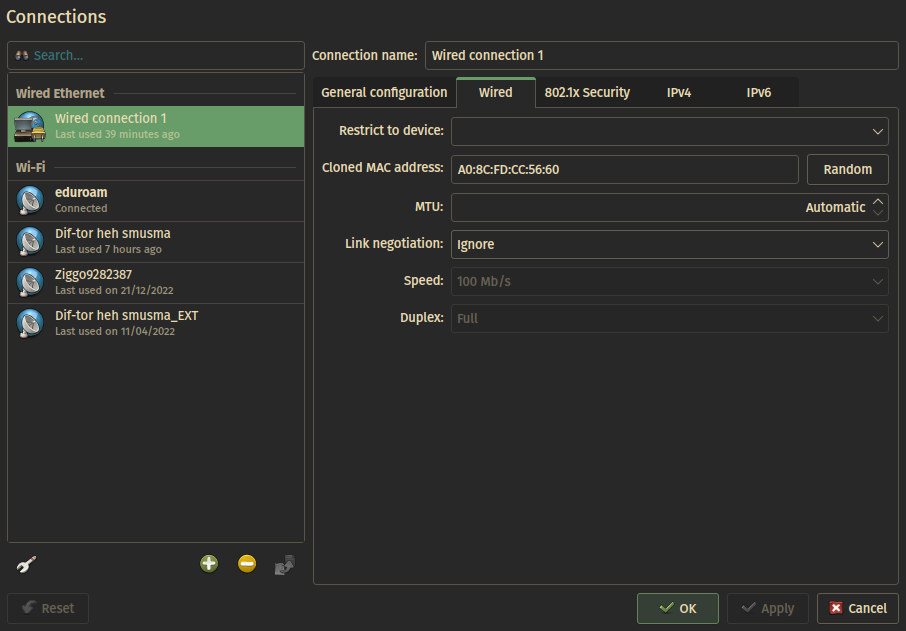 Connections
Search...
Wired Ethernet
Wired connection 1
Last used 39 minutes ago
Wi-Fi
eduroam
Connected
Dif-tor heh smusma
Last used 7 hours ago
Ziggo9282387
Last used on 21/12/2022
Dif-tor heh smusma_EXT
Last used on 11/04/2022
Connection name: Wired connection 1
General configuration Wired 802.1x Security IPv4 IPv6
Restrict to device:
Cloned MAC address: A0:8C:FD:CC:56:60 Random
MTU: Automatic
Link negotiation: Ignore
Speed: 100 Mb/s
Duplex: Full
Reset OK Apply Cancel